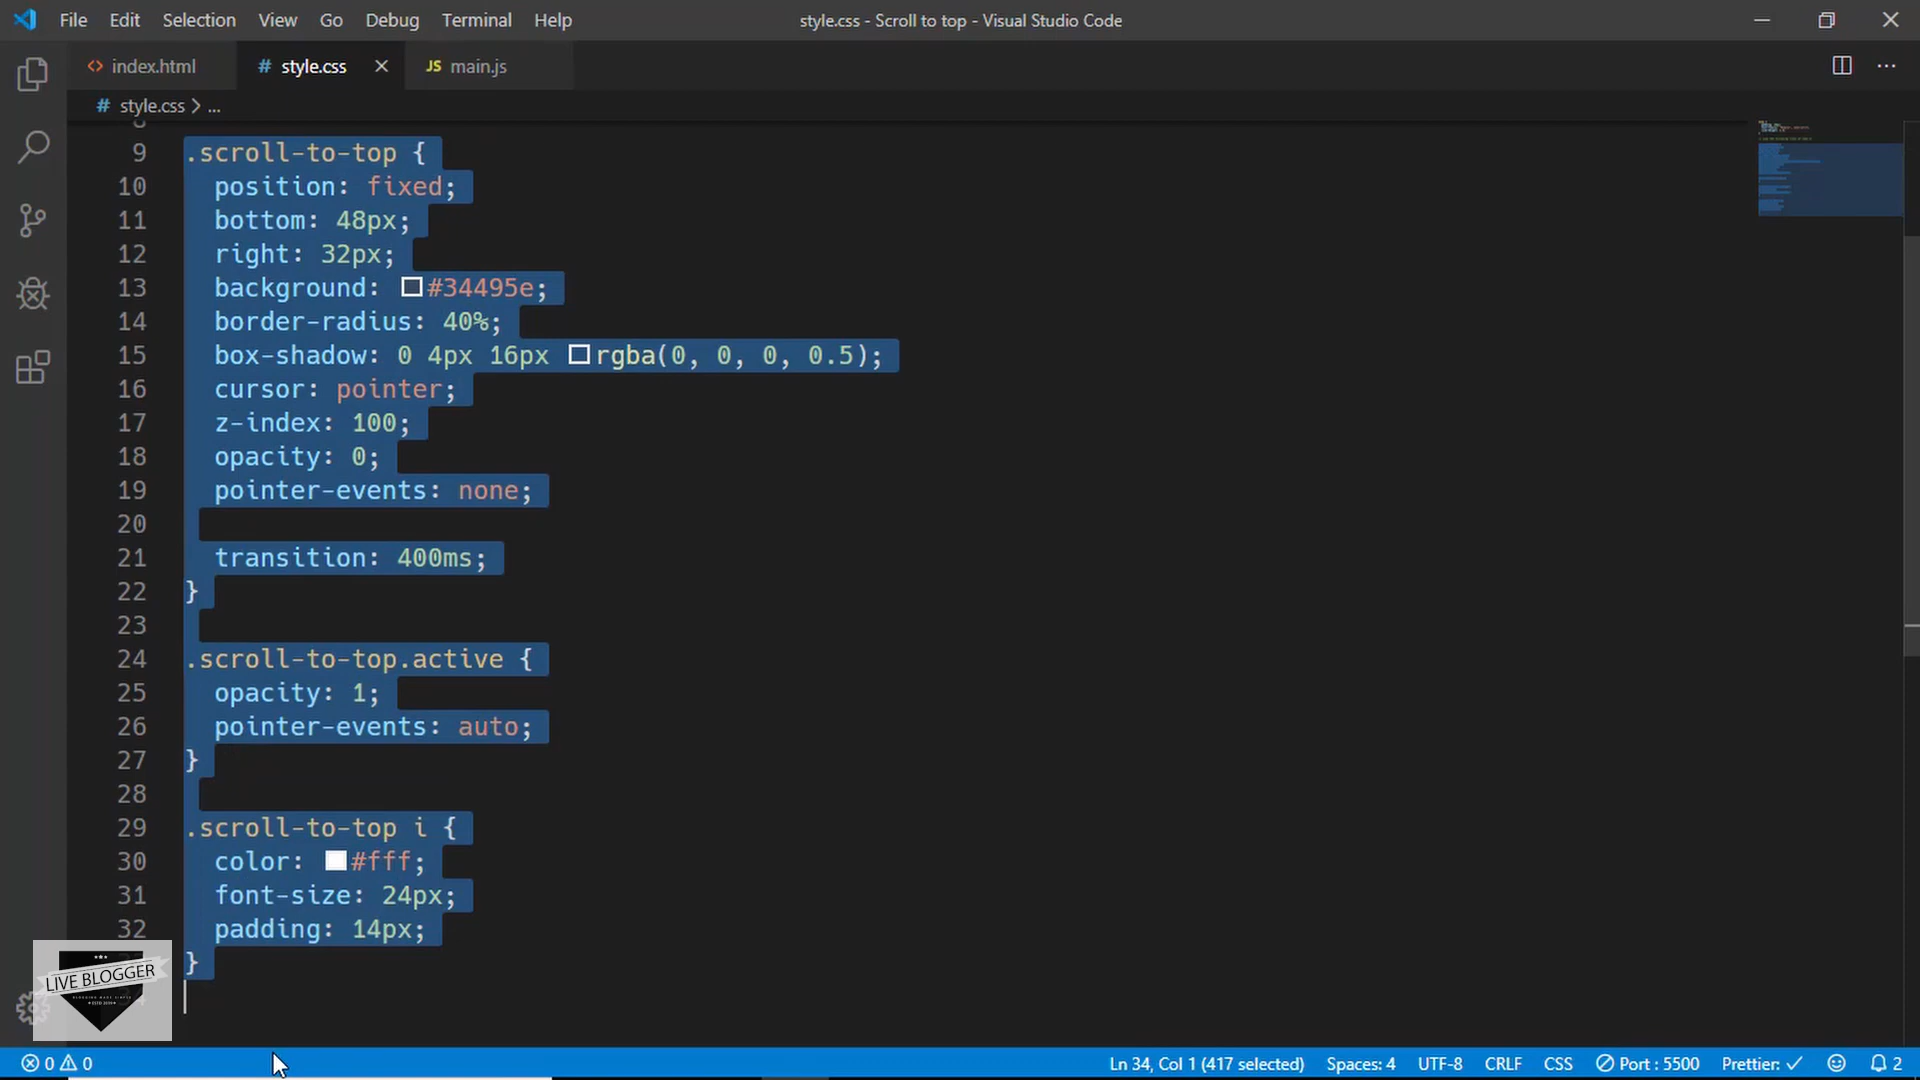 File Edit Selection View Go Debug Terminal Help
style.css - Scroll to top - Visual Studio Code
index.html
# style.css
JS main.js
# style.css > ...
8
9 .scroll-to-top {
10 position: fixed;
11 bottom: 48px;
12 right: 32px;
13 background: #34495e;
14 border-radius: 40%;
15 box-shadow: 0 4px 16px rgba(0, 0, 0, 0.5);
16 cursor: pointer;
17 z-index: 100;
18 opacity: 0;
19 pointer-events: none;
20
21 transition: 400ms;
22 }
23
24 .scroll-to-top.active {
25 opacity: 1;
26 pointer-events: auto;
27 }
28
29 .scroll-to-top i {
30 color: #fff;
31 font-size: 24px;
32 padding: 14px;
}
LIVE BLOGGER
0 0
Ln 34, Col 1 (417 selected) Spaces: 4 UTF-8 CRLF CSS Port : 5500 Prettier: ✓ 2